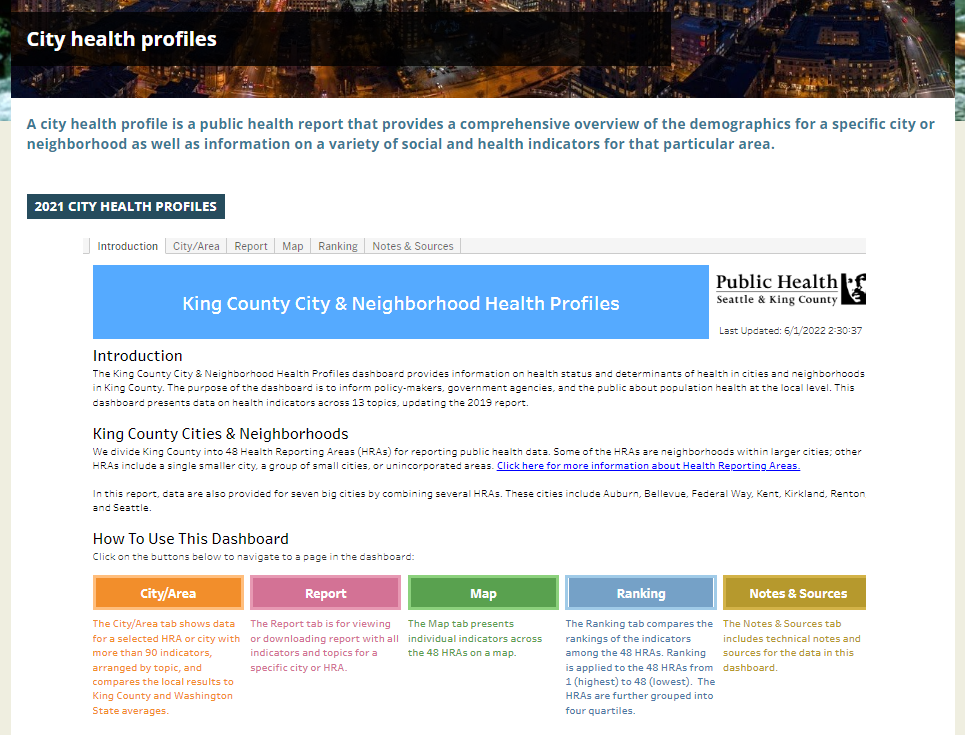 City health profiles
A city health profile is a public health report that provides a comprehensive overview of the demographics for a specific city or
neighborhood as well as information on a variety of social and health indicators for that particular area.
2021 CITY HEALTH PROFILES
Introduction City/Area Report Map Ranking Notes & Sources
King County City & Neighborhood Health Profiles
Public Health
Seattle & King County
Last Updated: 6/1/2022 2:30:37
Introduction
The King County City & Neighborhood Health Profiles dashboard provides information on health status and determinants of health in cities and neighborhoods
in King County. The purpose of the dashboard is to inform policy-makers, government agencies, and the public about population health at the local level. This
dashboard presents data on health indicators across 13 topics, updating the 2019 report.
King County Cities & Neighborhoods
We divide King County into 48 Health Reporting Areas (HRAs) for reporting public health data. Some of the HRAs are neighborhoods within larger cities; other
HRAs include a single smaller city, a group of small cities, or unincorporated areas. Click here for more information about Health Reporting Areas.
In this report, data are also provided for seven big cities by combining several HRAs. These cities include Auburn, Bellevue, Federal Way, Kent, Kirkland, Renton
and Seattle.
How To Use This Dashboard
Click on the buttons below to navigate to a page in the dashboard:
City/Area
The City/Area tab shows data
for a selected HRA or city with
more than 90 indicators,
arranged by topic, and
compares the local results to
King County and Washington
State averages.
Report
The Report tab is for viewing
or downloading report with all
indicators and topics for a
specific city or HRA.
Map
The Map tab presents
individual indicators across
the 48 HRAs on a map.
Ranking
The Ranking tab compares the
rankings of the indicators
among the 48 HRAs. Ranking
is applied to the 48 HRAs from
1 (highest) to 48 (lowest). The
HRAs are further grouped into
four quartiles.
Notes & Sources
The Notes & Sources tab
includes technical notes and
sources for the data in this
dashboard.